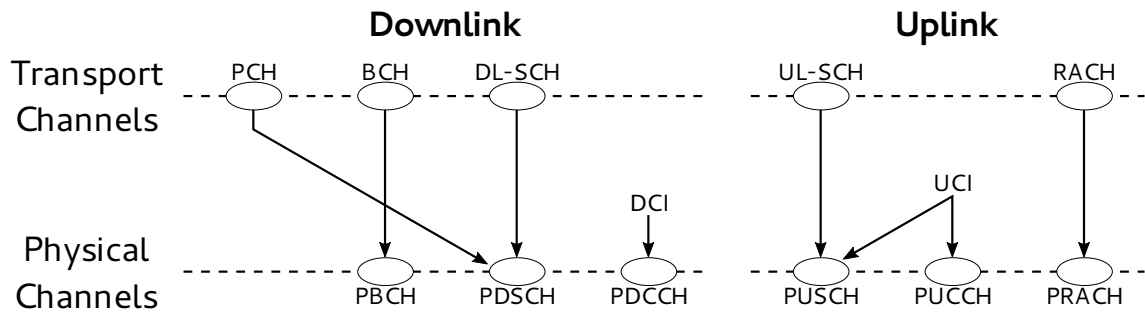 Downlink
Uplink
Transport
Channels
PCH
BCH
DL-SCH
UL-SCH
RACH
DCI
UCI
Physical
Channels
PBCH
PDSCH
PDCCH
PUSCH
PUCCH
PRACH